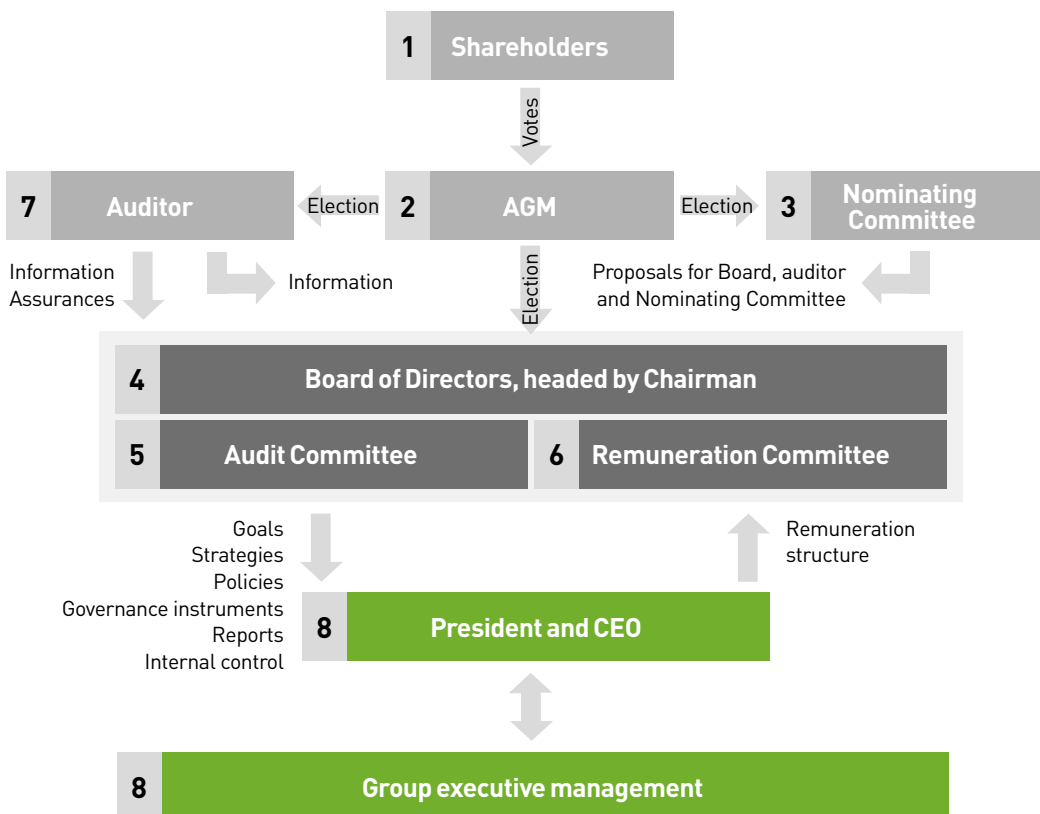 1 Shareholders
Votes
7 Auditor
Election
2 AGM
Election
3 Nominating
Committee
Information
Assurances
Information
Election
Proposals for Board, auditor
and Nominating Committee
4 Board of Directors, headed by Chairman
5 Audit Committee
6 Remuneration Committee
Goals
Strategies
Policies
Governance instruments
Reports
Internal control
Remuneration
structure
8 President and CEO
8 Group executive management